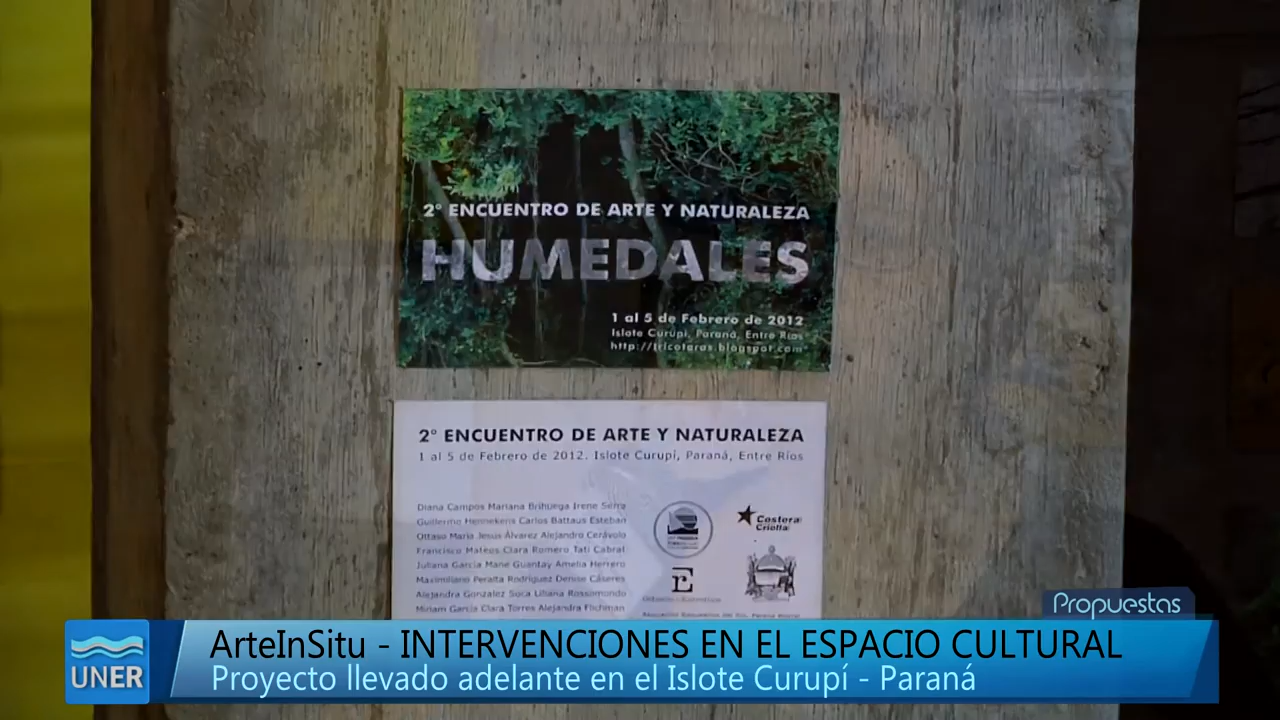 2° ENCUENTRO DE ARTE Y NATURALEZA
HUMEDALES
1 al 5 de Febrero de 2012
Islote Curupí, Paraná, Entre Ríos
http://tricoteras.blogspot.com
2° ENCUENTRO DE ARTE Y NATURALEZA
1 al 5 de Febrero de 2012. Islote Curupí, Paraná, Entre Ríos
Diana Campos Mariana Brihuega Irene Serra
Guillermo Hennekens Carlos Battaus Esteban
Ottaso María Jesús Álvarez Alejandro Cerávolo
Francisco Mateos Clara Romero Tati Cabral
Juliana García Mane Guantay Amelia Herrero
Maximiliano Peralta Rodríguez Denise Cáseres
Alejandra Gonzalez Soca Liliana Rossomondo
Miriam García Clara Torres Alejandra Flichman
Costera
Criolla
Propuestas
UNER
ArteInSitu - INTERVENCIONES EN EL ESPACIO CULTURAL
Proyecto llevado adelante en el Islote Curupí - Paraná